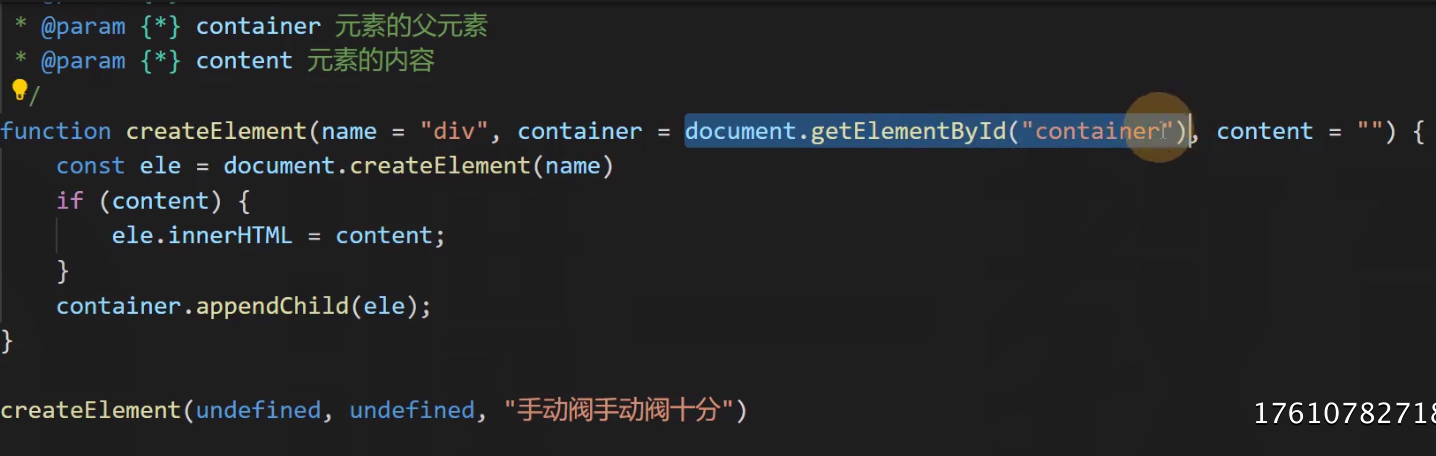 * @param {*} container 元素的父元素
* @param {*} content 元素的内容
/
function createElement(name = "div", container = document.getElementById("container"), content = "") {
const ele = document.createElement(name)
if (content) {
ele.innerHTML = content;
}
container.appendChild(ele);
}
createElement(undefined, undefined, "手动阀手动阀十分")
17610782718